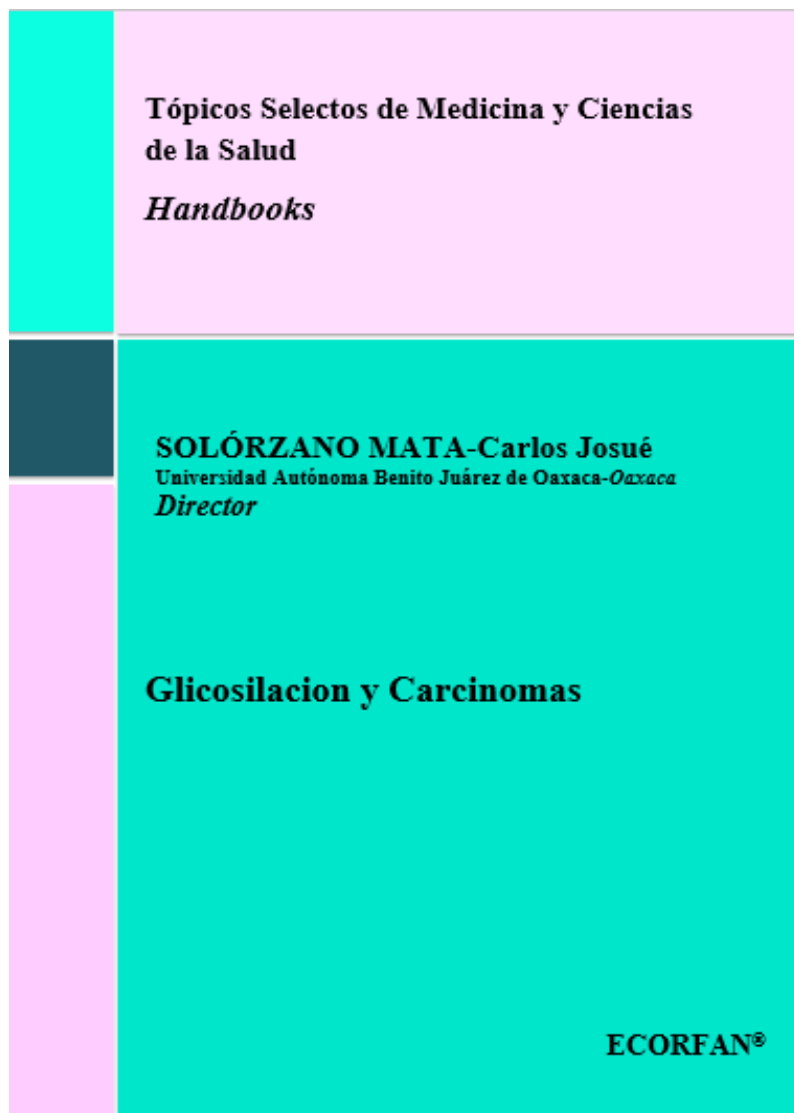 Tópicos Selectos de Medicina y Ciencias
de la Salud
Handbooks
SOLÓRZANO MATA-Carlos Josué
Universidad Autónoma Benito Juárez de Oaxaca-Oaxaca
Director
Glicosilacion y Carcinomas
ECORFAN®